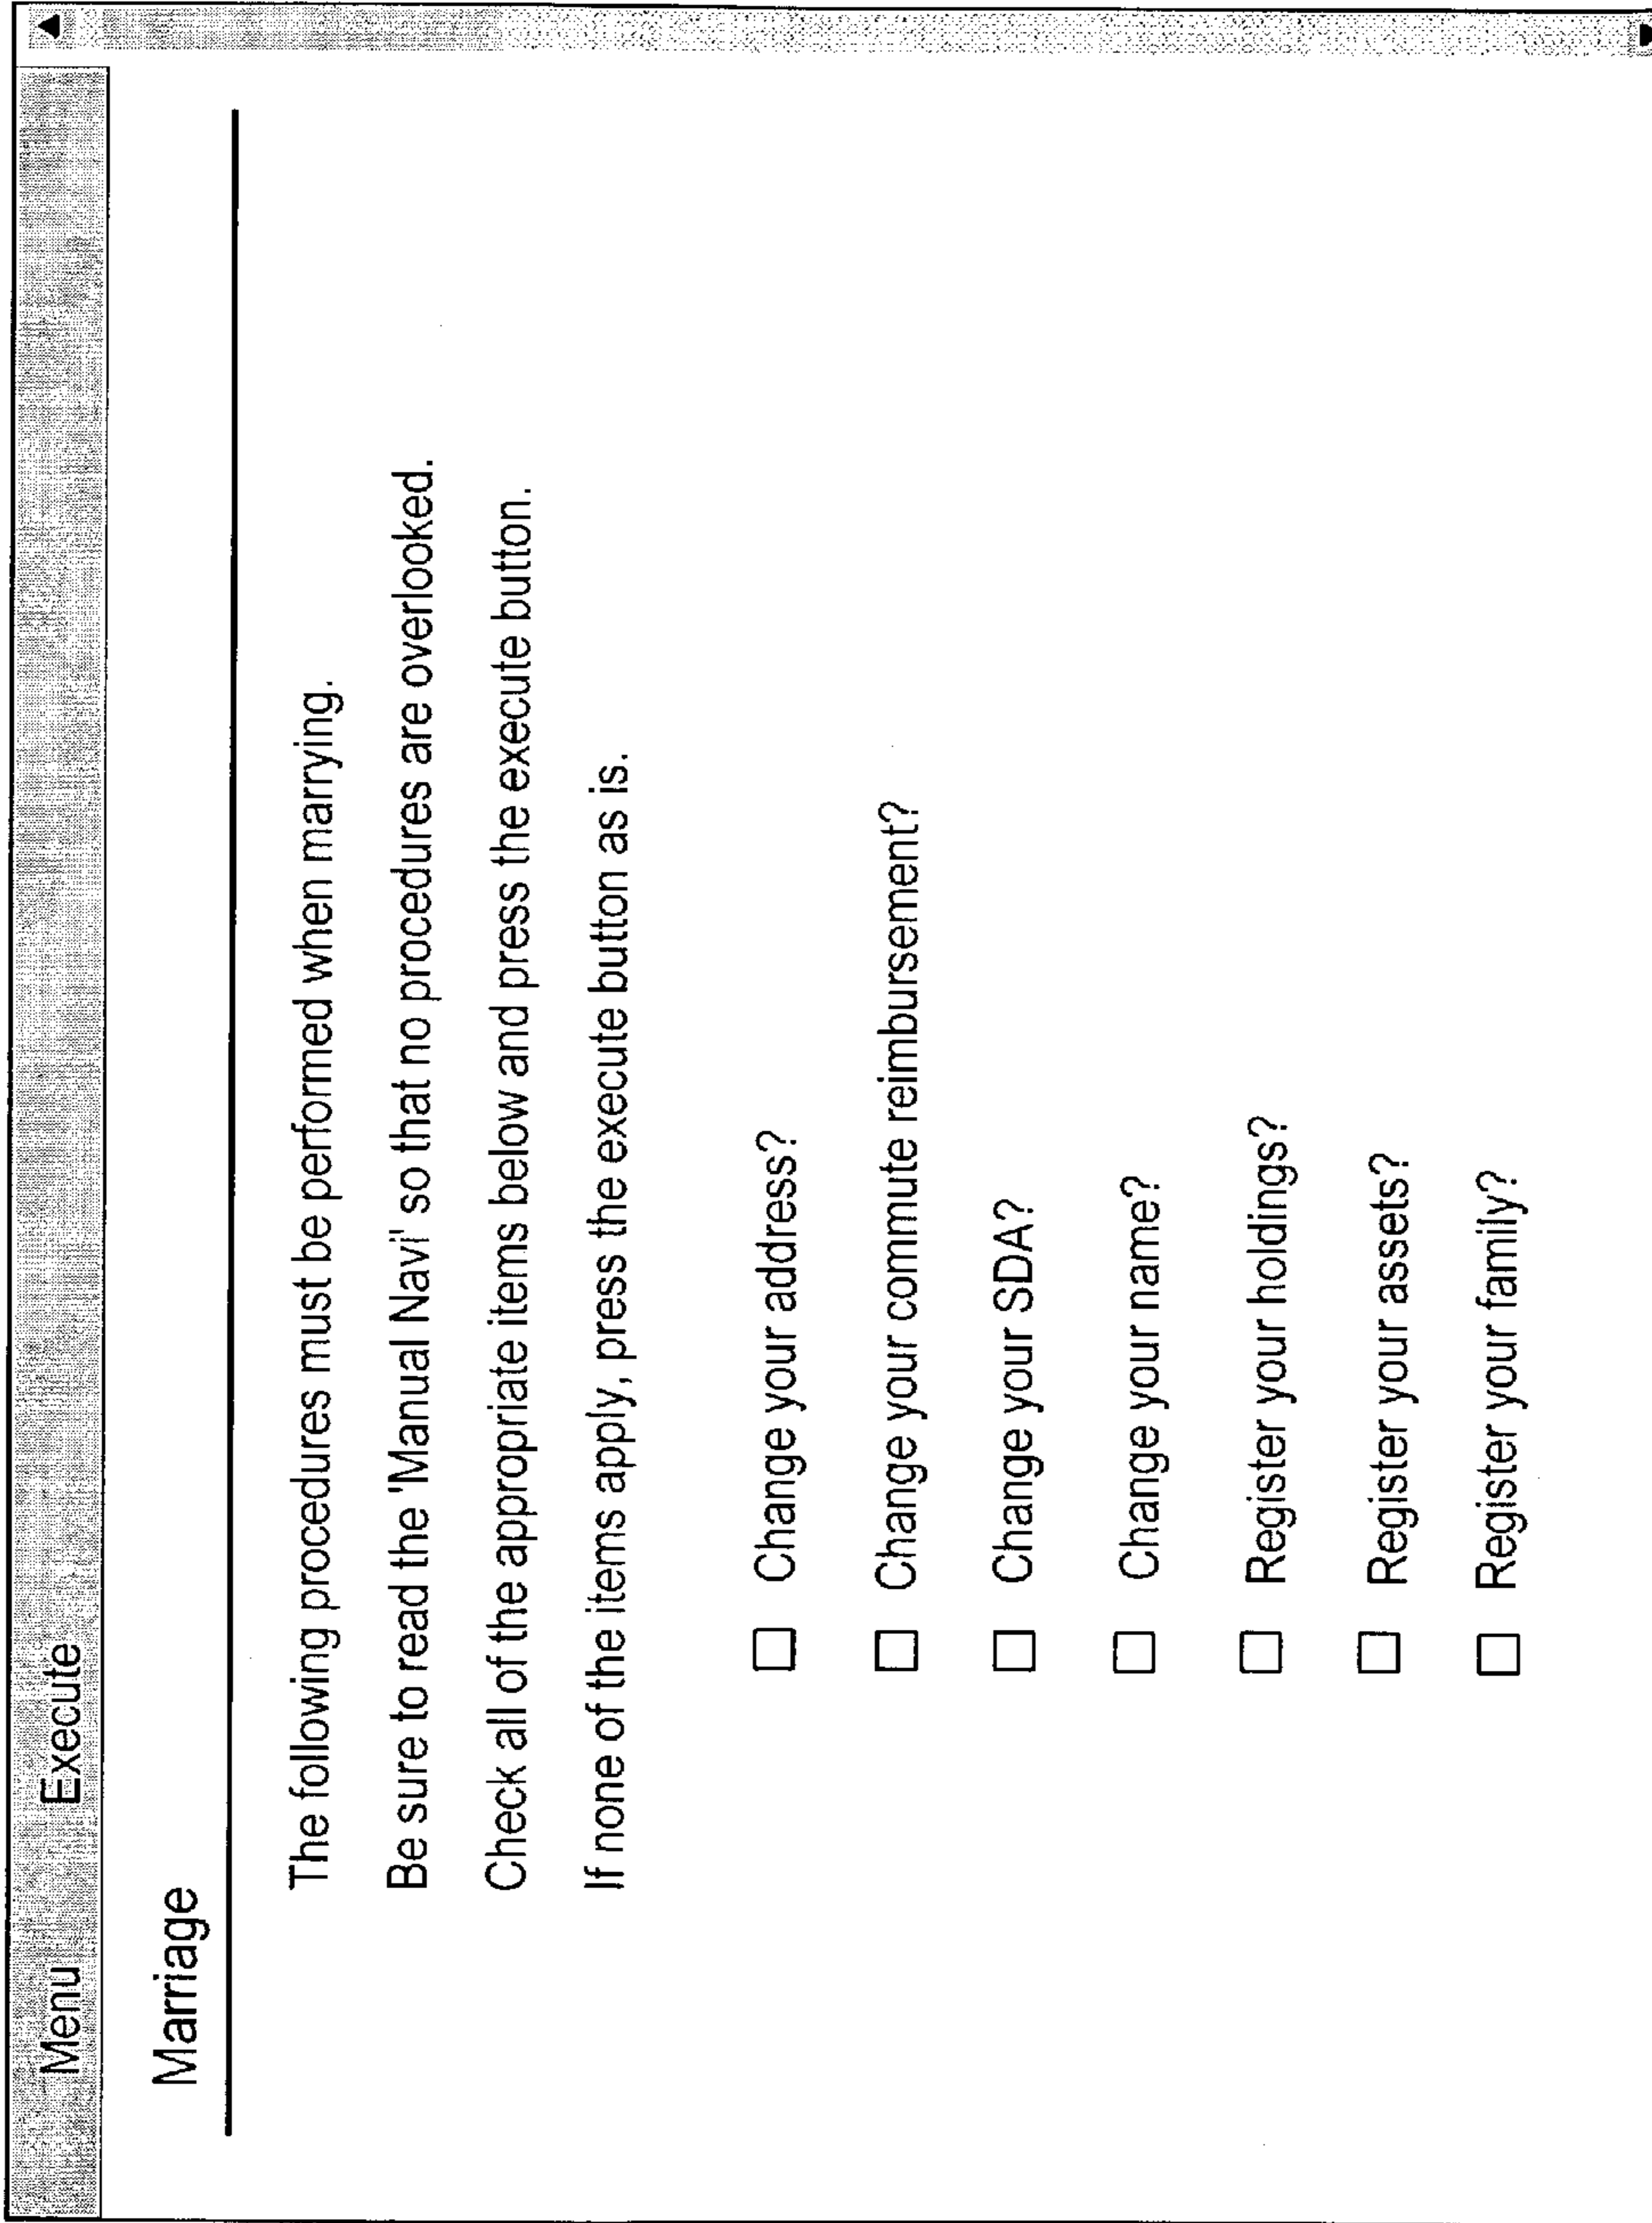 Menu Execute
Marriage
The following procedures must be performed when marrying.
Be sure to read the 'Manual Navi' so that no procedures are overlooked.
Check all of the appropriate items below and press the execute button.
If none of the items apply, press the execute button as is.
Change your address?
Change your commute reimbursement?
Change your SDA?
Change your name?
Register your holdings?
Register your assets?
Register your family?